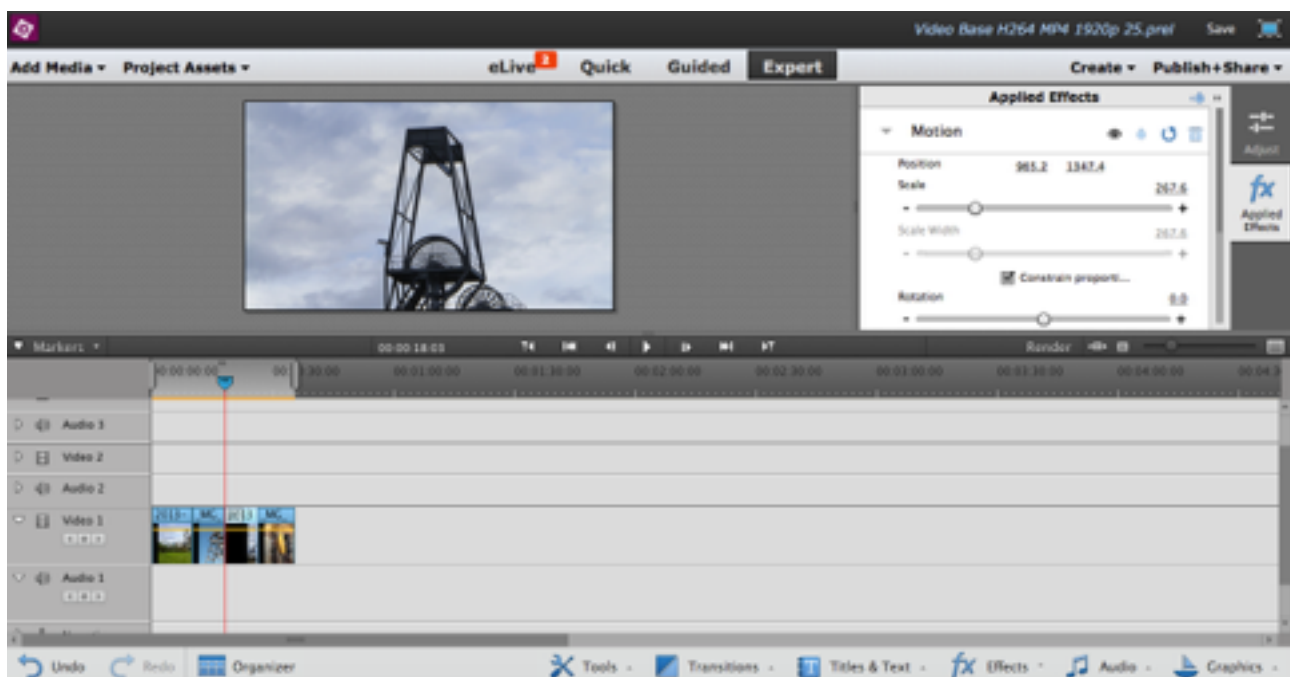 Video Base H264 MP4 1920p 25.prel Save
Add Media Project Assets eLive 2 Quick Guided Expert Create Publish+Share
Applied Effects
Motion
Adjust
Position 965.2 1347.4
Scale 267.6
fx
Applied Effects
Scale Width 267.6
Constrain proporti...
Rotation 0.0
Markers 00:00:18:03 Render
00:01:00:00 00:01:30:00 00:02:00:00 00:02:30:00 00:03:00:00 00:03:30:00 00:04:00:00
Audio 3
Video 2
Audio 2
Video 1
Audio 1
Undo Redo Organizer Tools Transitions Titles & Text Effects Audio Graphics